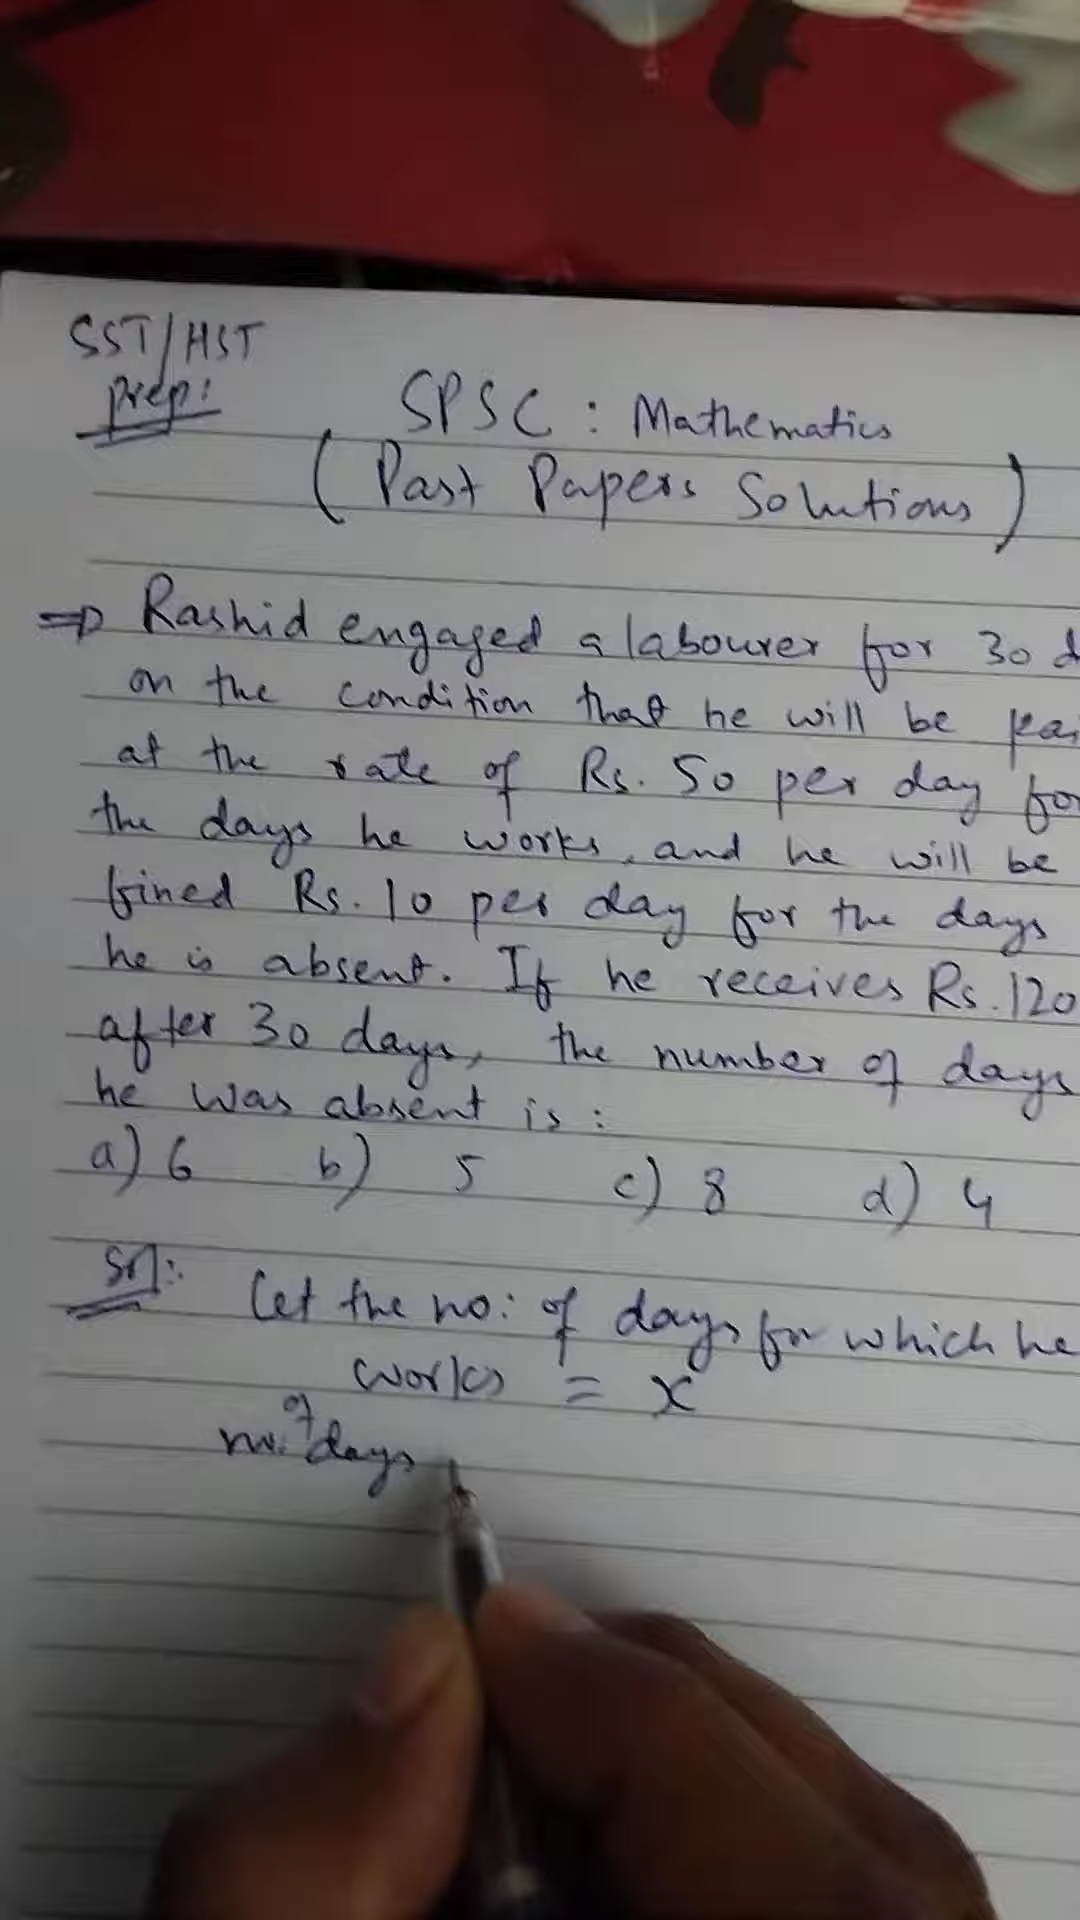 SST/HST
prep:
SPSC: Mathematics
(Past Papers Solutions)
⇒ Rashid engaged a labourer for 30 d
on the condition that he will be pai
at the rate of Rs. 50 per day for
the days he works, and he will be
fined Rs. 10 per day for the days
he is absent. If he receives Rs. 120
after 30 days, the number of days
he was absent is:
a) 6 b) 5 c) 8 d) 4
Sol:. Let the no: of days for which he
works = x
no: of days